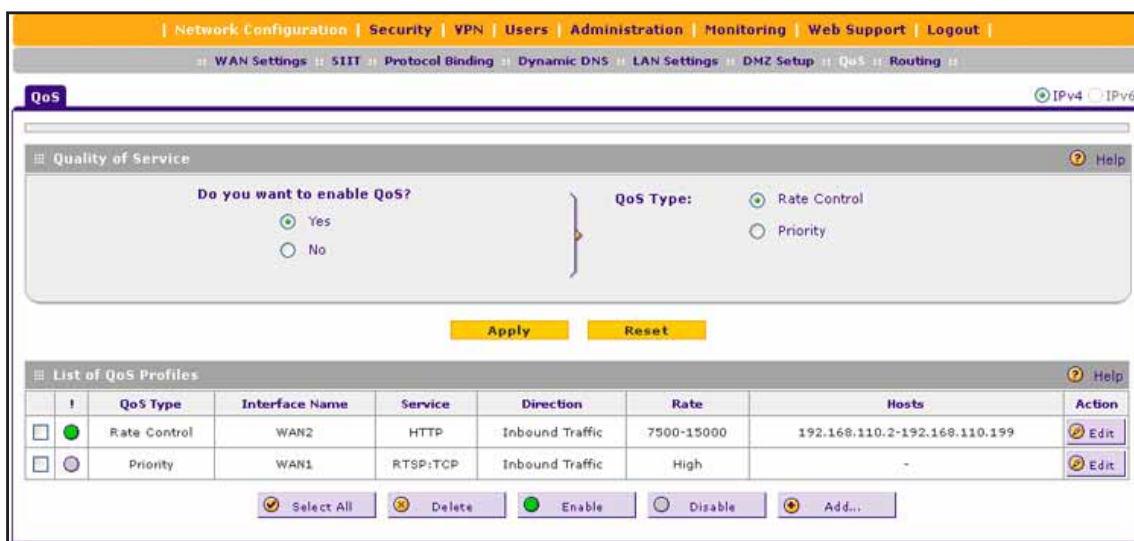 | Network Configuration | Security | VPN | Users | Administration | Monitoring | Web Support | Logout |
:: WAN Settings :: SIIT :: Protocol Binding :: Dynamic DNS :: LAN Settings :: DMZ Setup :: QoS :: Routing ::
QoS IPv4 IPv6
Quality of Service ? Help
Do you want to enable QoS? QoS Type: Rate Control
Yes
Priority
No
Apply Reset
List of QoS Profiles ? Help
! QoS Type Interface Name Service Direction Rate Hosts Action
Rate Control WAN2 HTTP Inbound Traffic 7500-15000 192.168.110.2-192.168.110.199 Edit
Priority WAN1 RTSP:TCP Inbound Traffic High - Edit
Select All Delete Enable Disable Add...